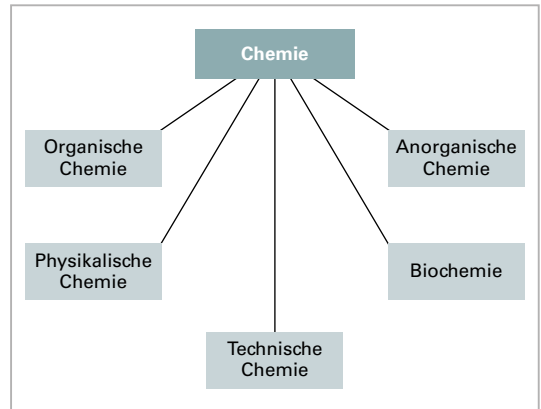 Chemie
Organische
Chemie
Anorganische
Chemie
Physikalische
Chemie
Biochemie
Technische
Chemie